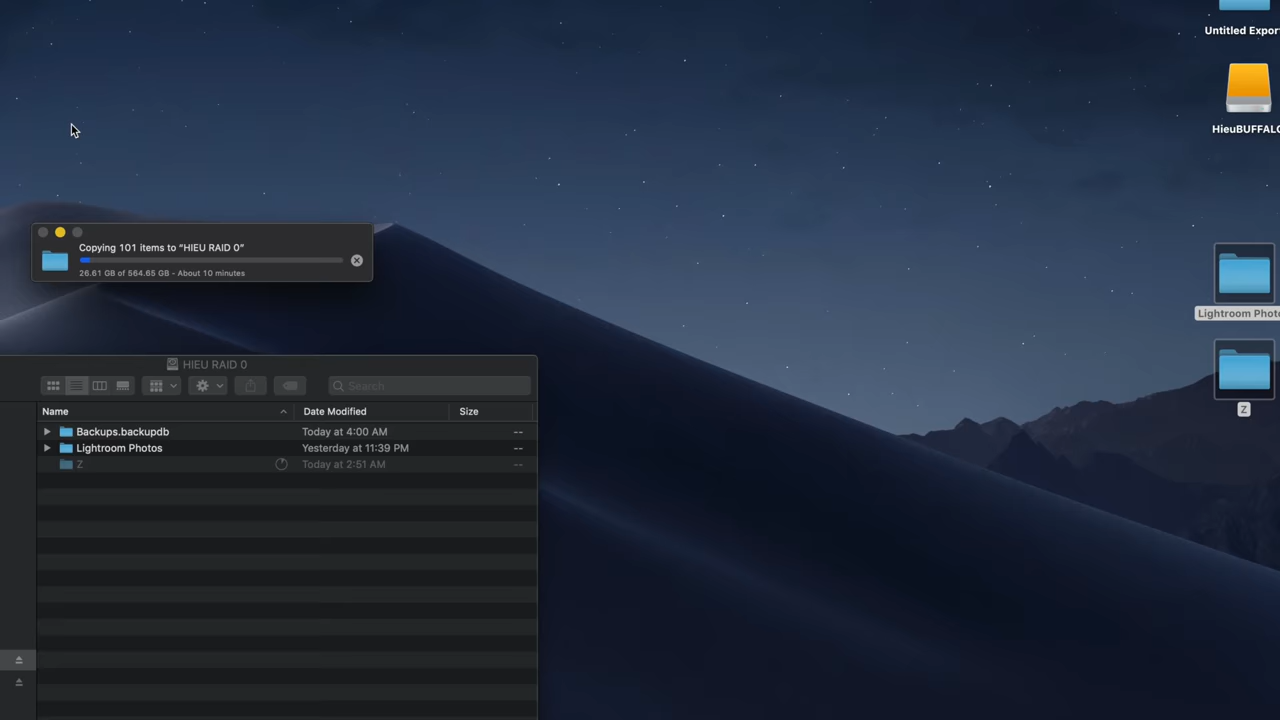 Untitled Expor
HieuBUFFALO
Copying 101 items to “HIEU RAID 0”
26.61 GB of 564.65 GB - About 10 minutes
Lightroom Photo
Z
HIEU RAID 0
Search
Name Date Modified Size
Backups.backupdb Today at 4:00 AM --
Lightroom Photos Yesterday at 11:39 PM --
Z Today at 2:51 AM --